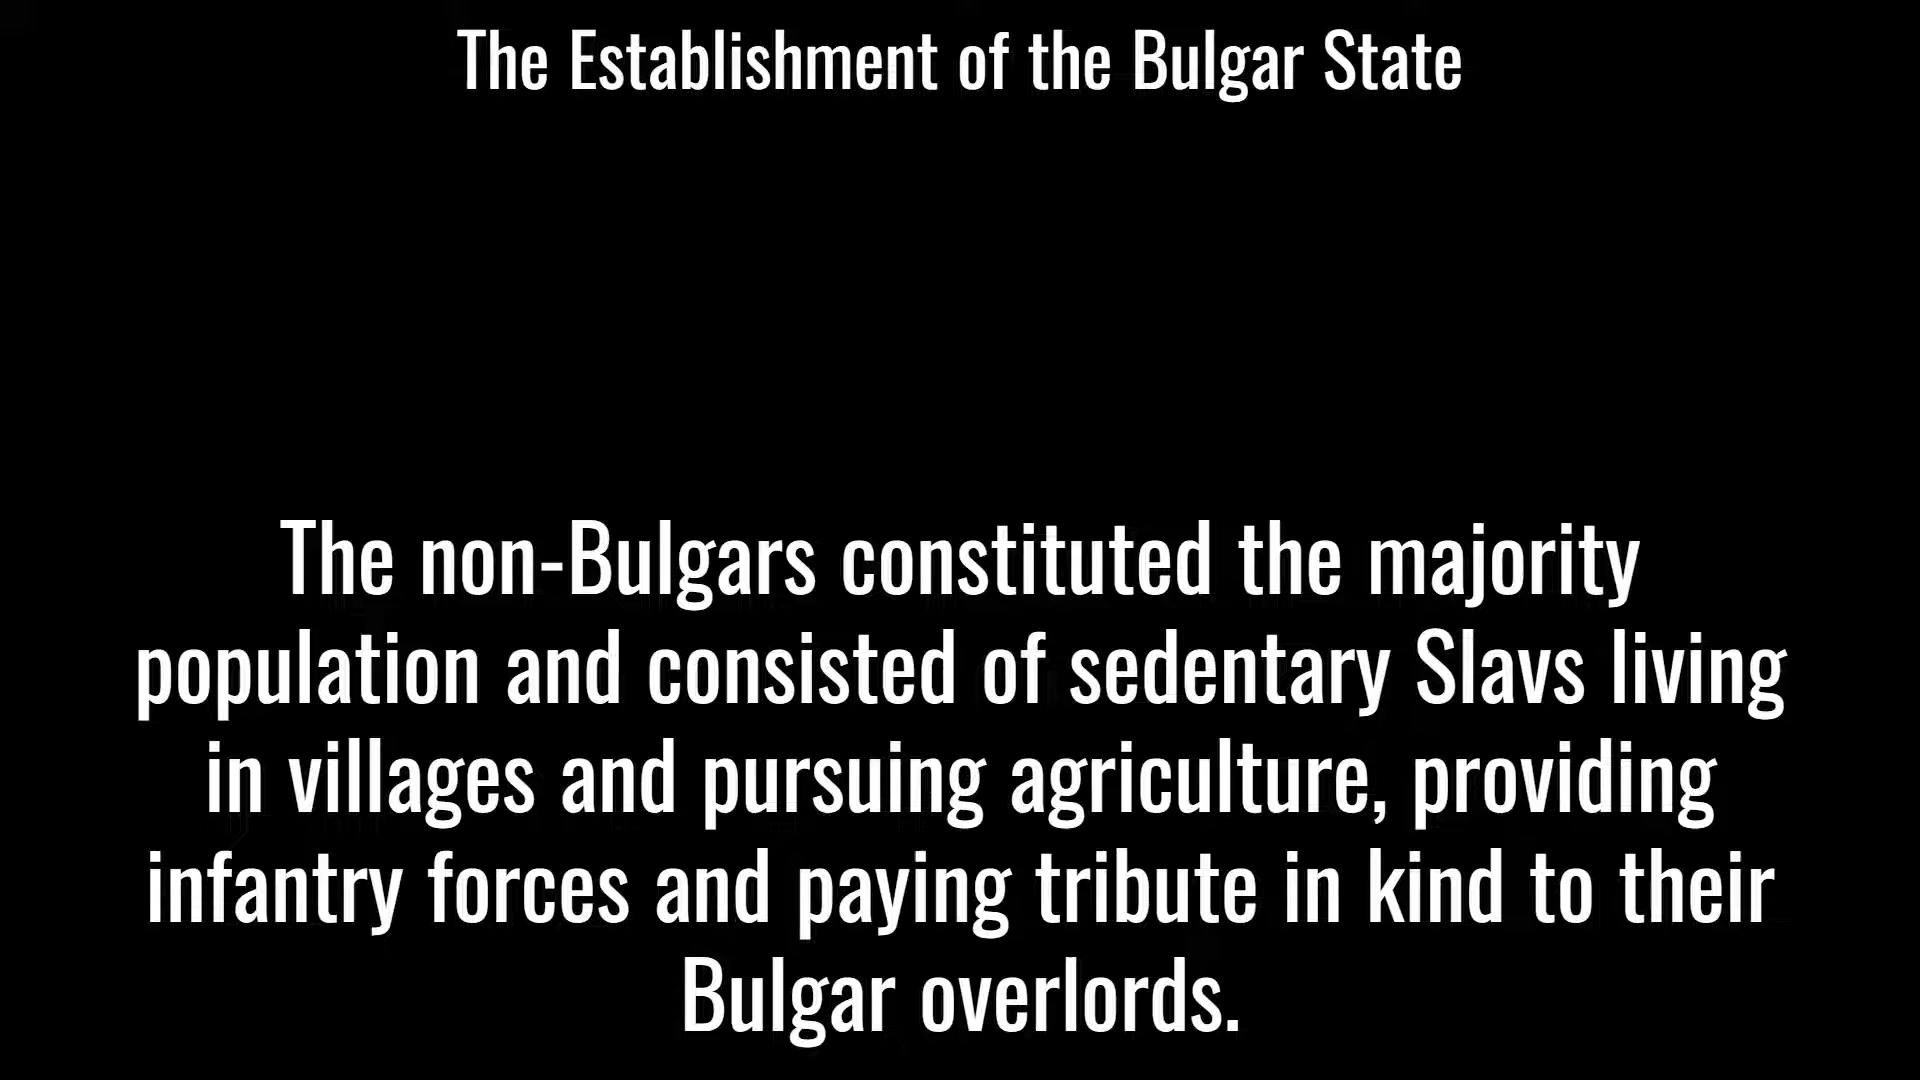 The Establishment of the Bulgar State
The non-Bulgars constituted the majority
population and consisted of sedentary Slavs living
in villages and pursuing agriculture, providing
infantry forces and paying tribute in kind to their
Bulgar overlords.